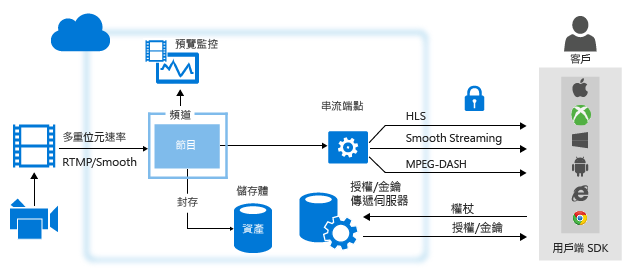 預覽監控
客戶
頻道
串流端點
HLS
多重位元速率
節目
Smooth Streaming
RTMP/Smooth
MPEG-DASH
儲存體
授權/金鑰
傳遞伺服器
封存
權杖
資產
授權/金鑰
用戶端 SDK